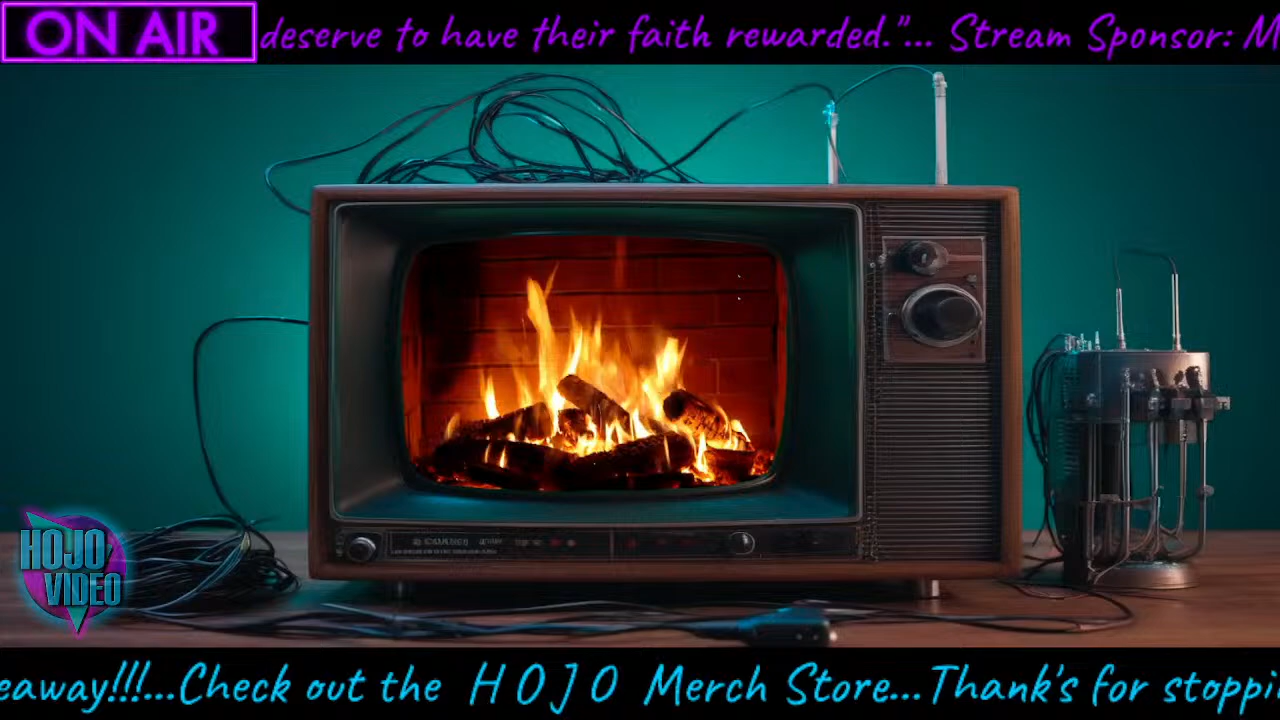 ON AIR deserve to have their faith rewarded."... Stream Sponsor: M
HOJO
VIDEO
eaway!!!...Check out the HOJO Merch Store...Thank's for stoppi